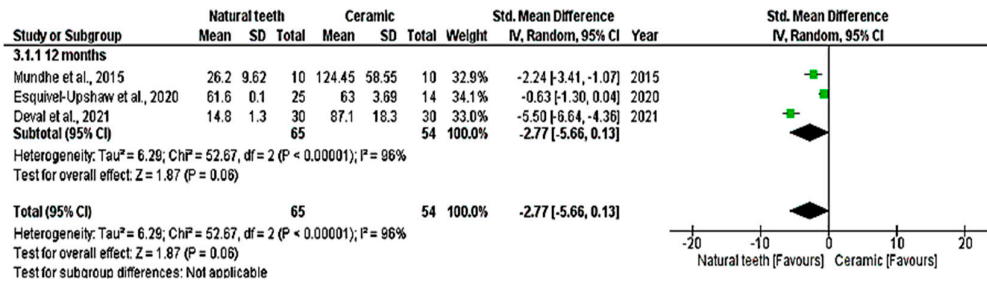 Natural teeth Ceramic Std. Mean Difference Std. Mean Difference
Study or Subgroup Mean SD Total Mean SD Total Weight IV, Random, 95% CI Year IV, Random, 95% CI
3.1.1 12 months
Mundhe et al., 2015 26.2 9.62 10 124.45 58.55 10 32.9% -2.24 [-3.41, -1.07] 2015
Esquivel-Upshaw et al., 2020 61.6 0.1 25 63 3.69 14 34.1% -0.63 [-1.30, 0.04] 2020
Deval et al., 2021 14.8 1.3 30 87.1 18.3 30 33.0% -5.50 [-6.64, -4.36] 2021
Subtotal (95% CI) 65 54 100.0% -2.77 [-5.66, 0.13]
Heterogeneity: Tau² = 6.29; Chi² = 52.67, df = 2 (P < 0.00001); I² = 96%
Test for overall effect: Z = 1.87 (P = 0.06)
Total (95% CI) 65 54 100.0% -2.77 [-5.66, 0.13]
Heterogeneity: Tau² = 6.29; Chi² = 52.67, df = 2 (P < 0.00001); I² = 96%
Test for overall effect: Z = 1.87 (P = 0.06)
Test for subgroup differences: Not applicable
-20 -10 0 10 20
Natural teeth [Favours] Ceramic [Favours]